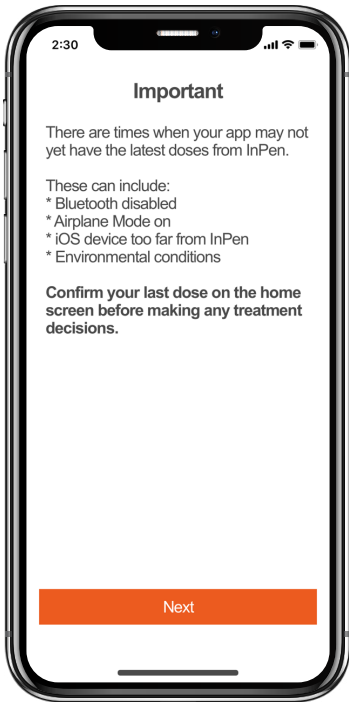 2:30
Important
There are times when your app may not
yet have the latest doses from InPen.
These can include:
* Bluetooth disabled
* Airplane Mode on
* iOS device too far from InPen
* Environmental conditions
Confirm your last dose on the home
screen before making any treatment
decisions.
Next